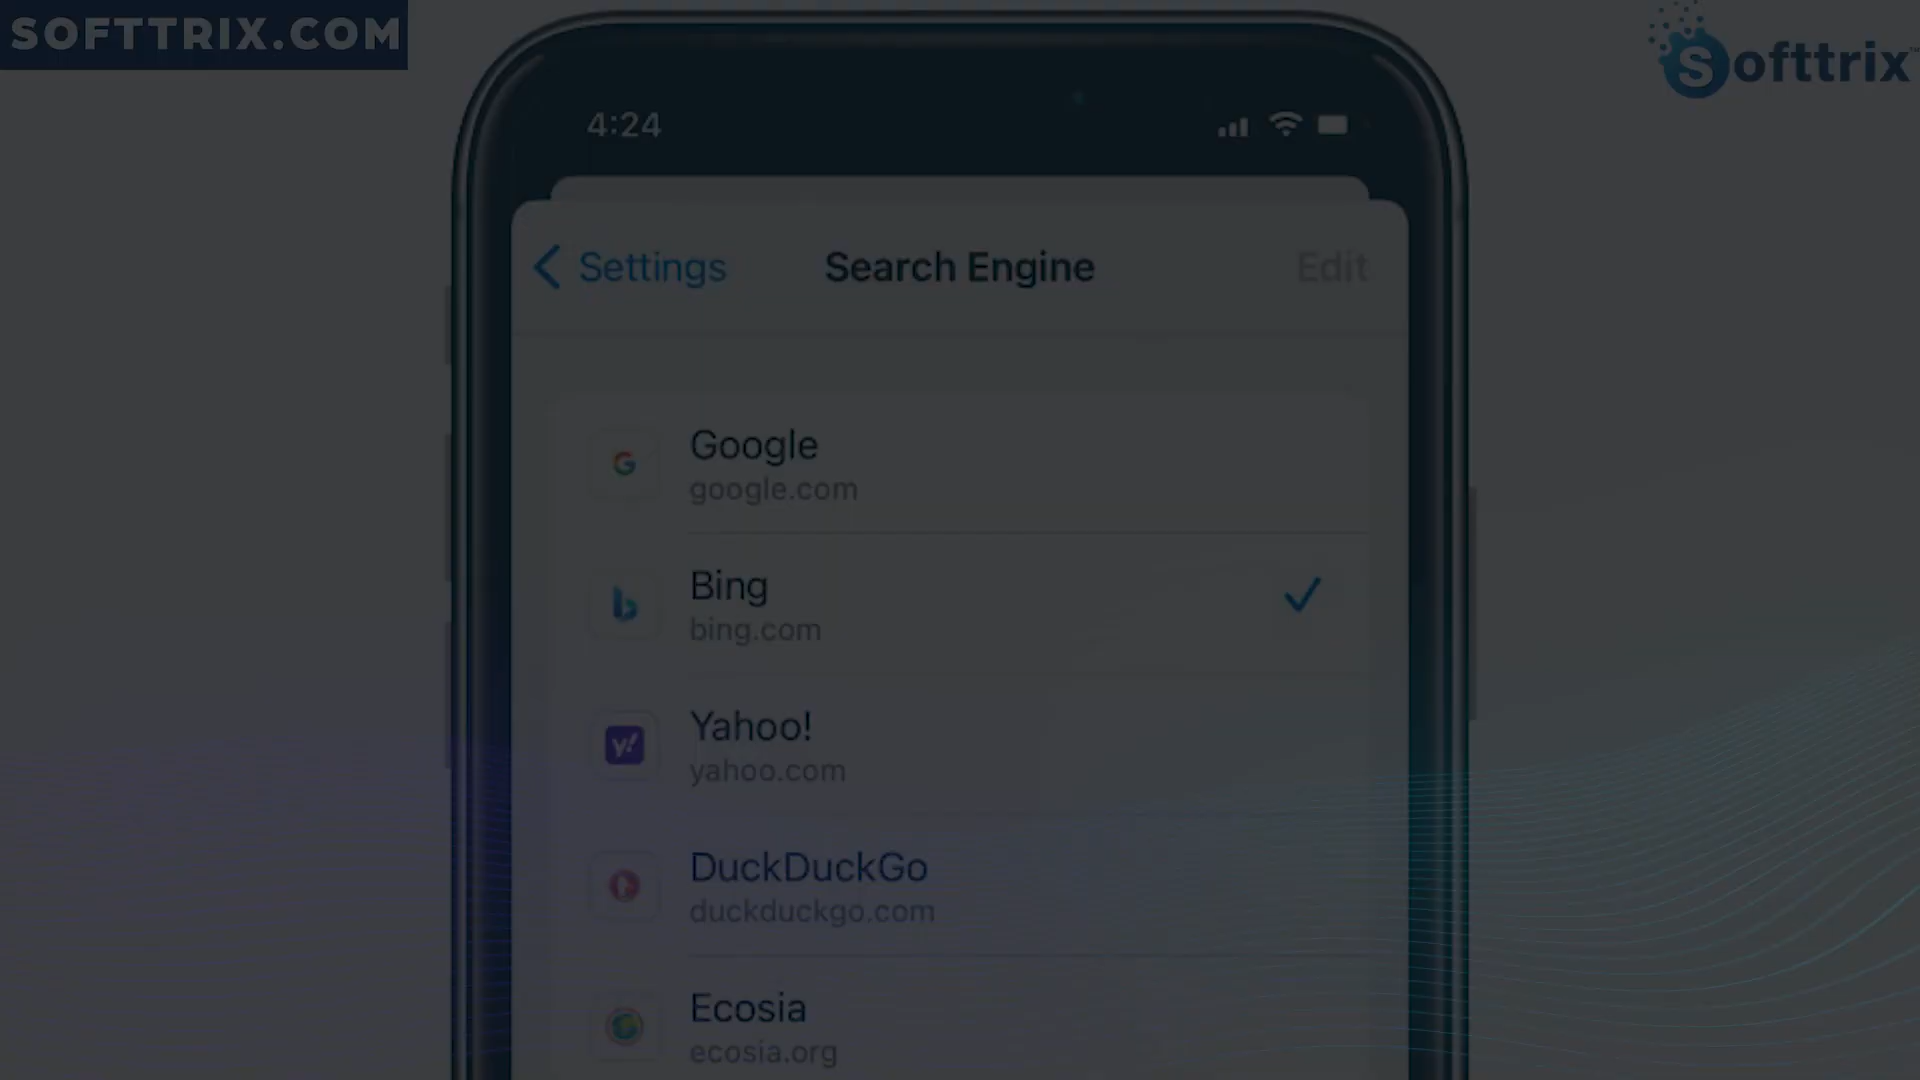 SOFTTRIX.COM
Softtrix™
4:24
Settings
Search Engine
Edit
Google
google.com
Bing
bing.com
Yahoo!
yahoo.com
DuckDuckGo
duckduckgo.com
Ecosia
ecosia.org